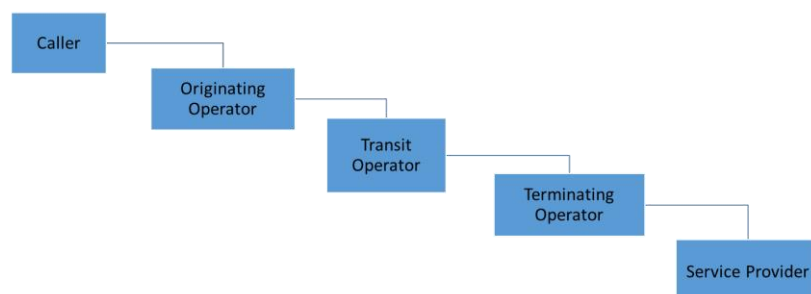 Caller
Originating
Operator
Transit
Operator
Terminating
Operator
Service Provider